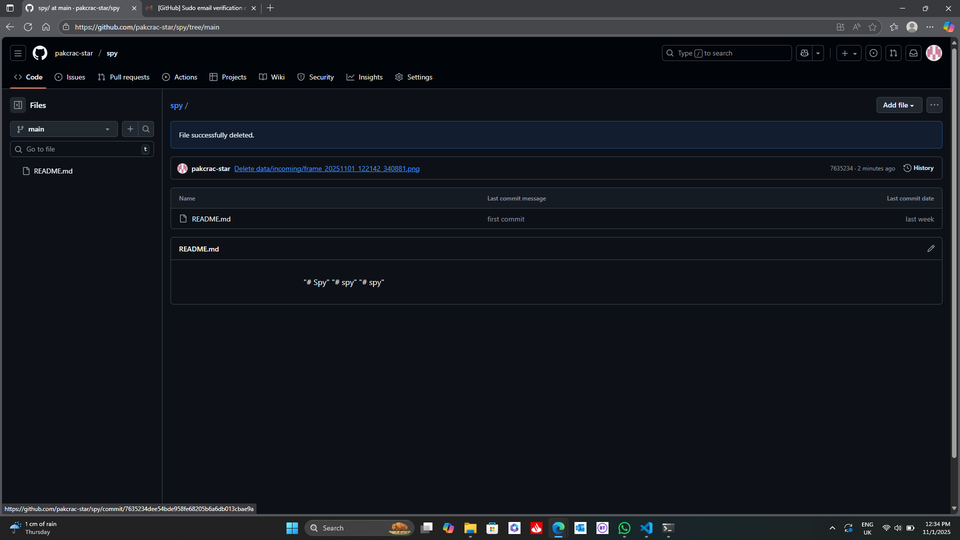 spy/ at main · pakcrac-star/spy
[GitHub] Sudo email verification c
https://github.com/pakcrac-star/spy/tree/main
pakcrac-star / spy
Type / to search
Code
Issues
Pull requests
Actions
Projects
Wiki
Security
Insights
Settings
Files
spy /
Add file
main
File successfully deleted.
Go to file
t
README.md
pakcrac-star Delete data/incoming/frame_20251101_122142_340881.png
7635234 · 2 minutes ago
History
Name
Last commit message
Last commit date
README.md
first commit
last week
README.md
"# Spy" "# spy" "# spy"
https://github.com/pakcrac-star/spy/commit/7635234dee54bde958fe68205b6a6db013cbae9a
1 cm of rain
Thursday
Search
ENG
UK
12:34 PM
11/1/2025